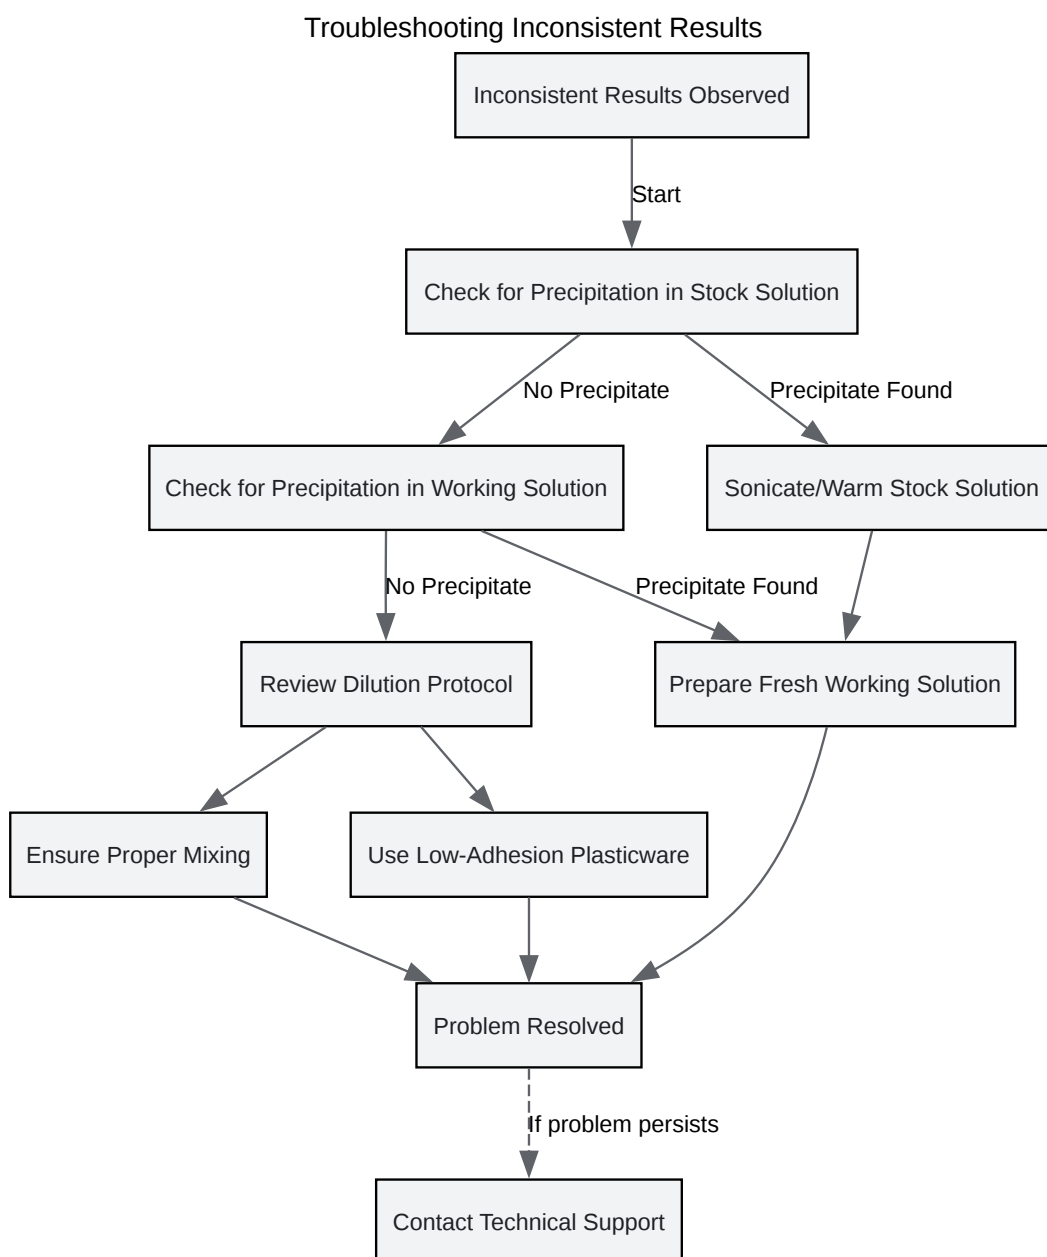 Troubleshooting Inconsistent Results
Inconsistent Results Observed
Start
Check for Precipitation in Stock Solution
No Precipitate
Precipitate Found
Check for Precipitation in Working Solution
Sonicate/Warm Stock Solution
No Precipitate
Precipitate Found
Review Dilution Protocol
Prepare Fresh Working Solution
Ensure Proper Mixing
Use Low-Adhesion Plasticware
Problem Resolved
If problem persists
Contact Technical Support